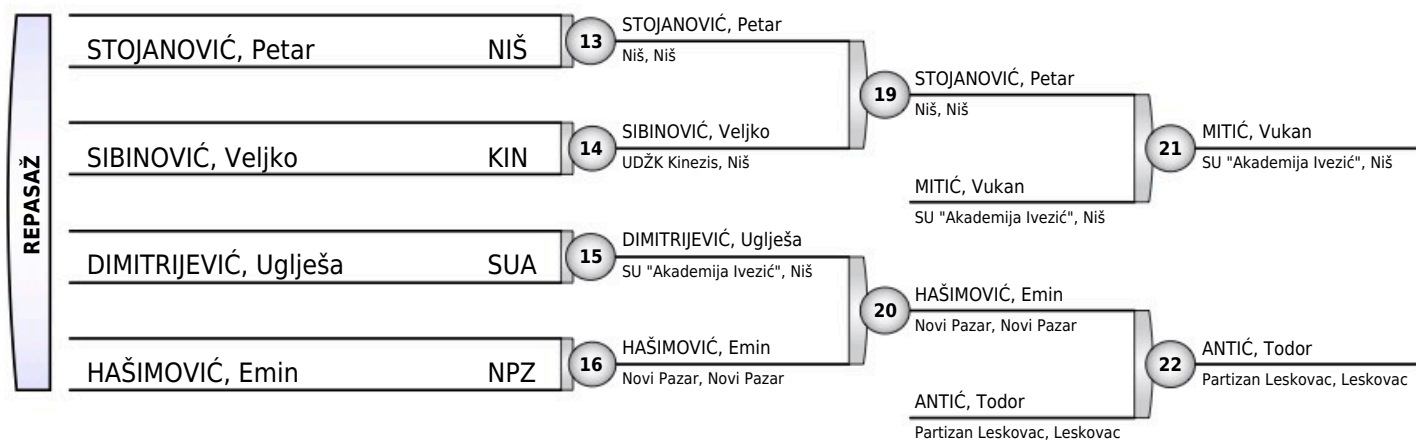 REPASAŽ
STOJANOVIĆ, Petar NIŠ
13
STOJANOVIĆ, Petar
Niš, Niš
SIBINOVIĆ, Veljko KIN
14
SIBINOVIĆ, Veljko
UDŽK Kinezis, Niš
DIMITRIJEVIĆ, Uglješa SUA
15
DIMITRIJEVIĆ, Uglješa
SU "Akademija Ivezić", Niš
HAŠIMOVIĆ, Emin NPZ
16
HAŠIMOVIĆ, Emin
Novi Pazar, Novi Pazar
19
STOJANOVIĆ, Petar
Niš, Niš
MITIĆ, Vukan
SU "Akademija Ivezić", Niš
20
HAŠIMOVIĆ, Emin
Novi Pazar, Novi Pazar
ANTIĆ, Todor
Partizan Leskovac, Leskovac
21
MITIĆ, Vukan
SU "Akademija Ivezić", Niš
22
ANTIĆ, Todor
Partizan Leskovac, Leskovac